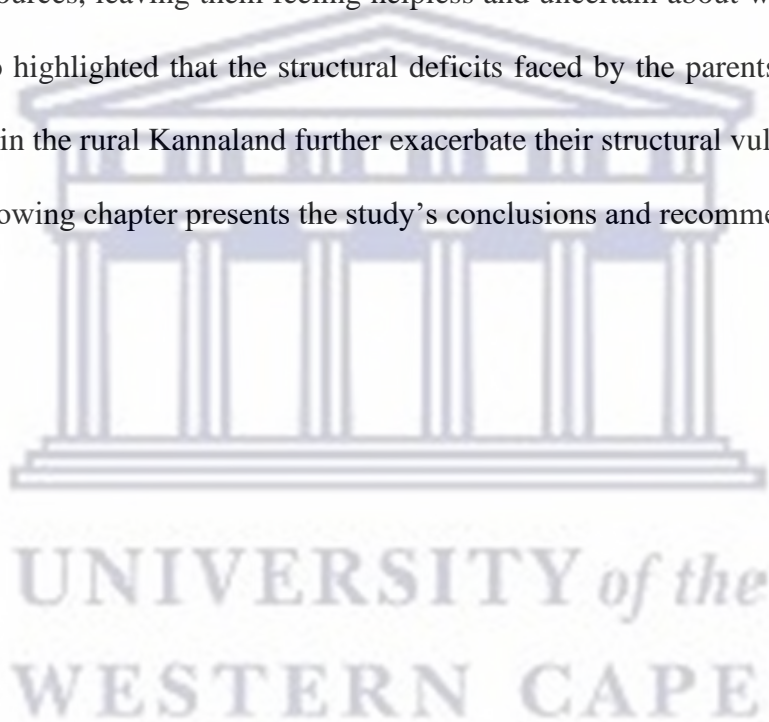 ources, leaving them feeling helpless and uncertain about w
highlighted that the structural deficits faced by the parents
in the rural Kannaland further exacerbate their structural vul
owing chapter presents the study's conclusions and recomme
UNIVERSITY of the
WESTERN CAPE